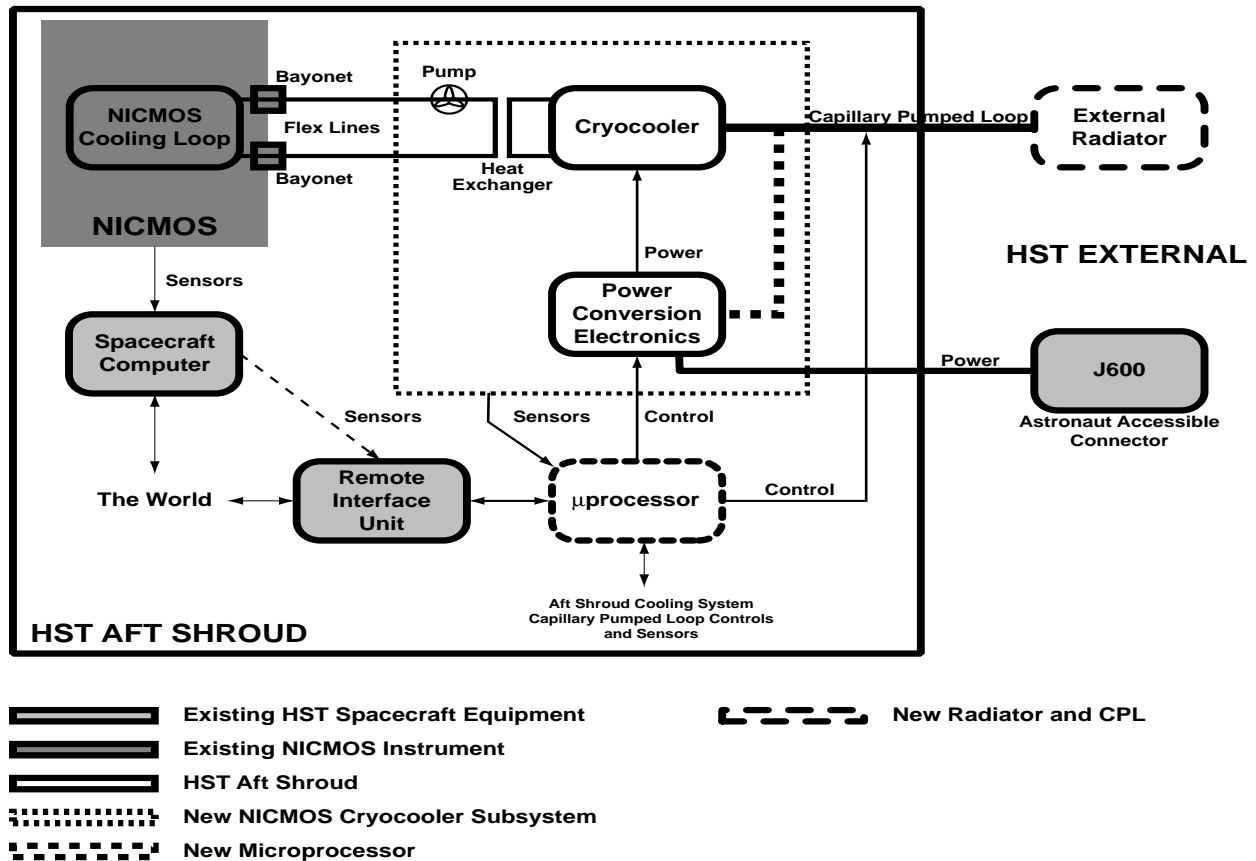 Bayonet
Pump
NICMOS
Cooling Loop
Flex Lines
Cryocooler
Capillary Pumped Loop
External
Radiator
Bayonet
Heat
Exchanger
NICMOS
HST EXTERNAL
Sensors
Power
Power
Conversion
Electronics
Spacecraft
Computer
Power
J600
Astronaut Accessible
Connector
Sensors
Sensors
Control
The World
Remote
Interface
Unit
μprocessor
Control
Aft Shroud Cooling System
Capillary Pumped Loop Controls
and Sensors
HST AFT SHROUD
Existing HST Spacecraft Equipment
New Radiator and CPL
Existing NICMOS Instrument
HST Aft Shroud
New NICMOS Cryocooler Subsystem
New Microprocessor